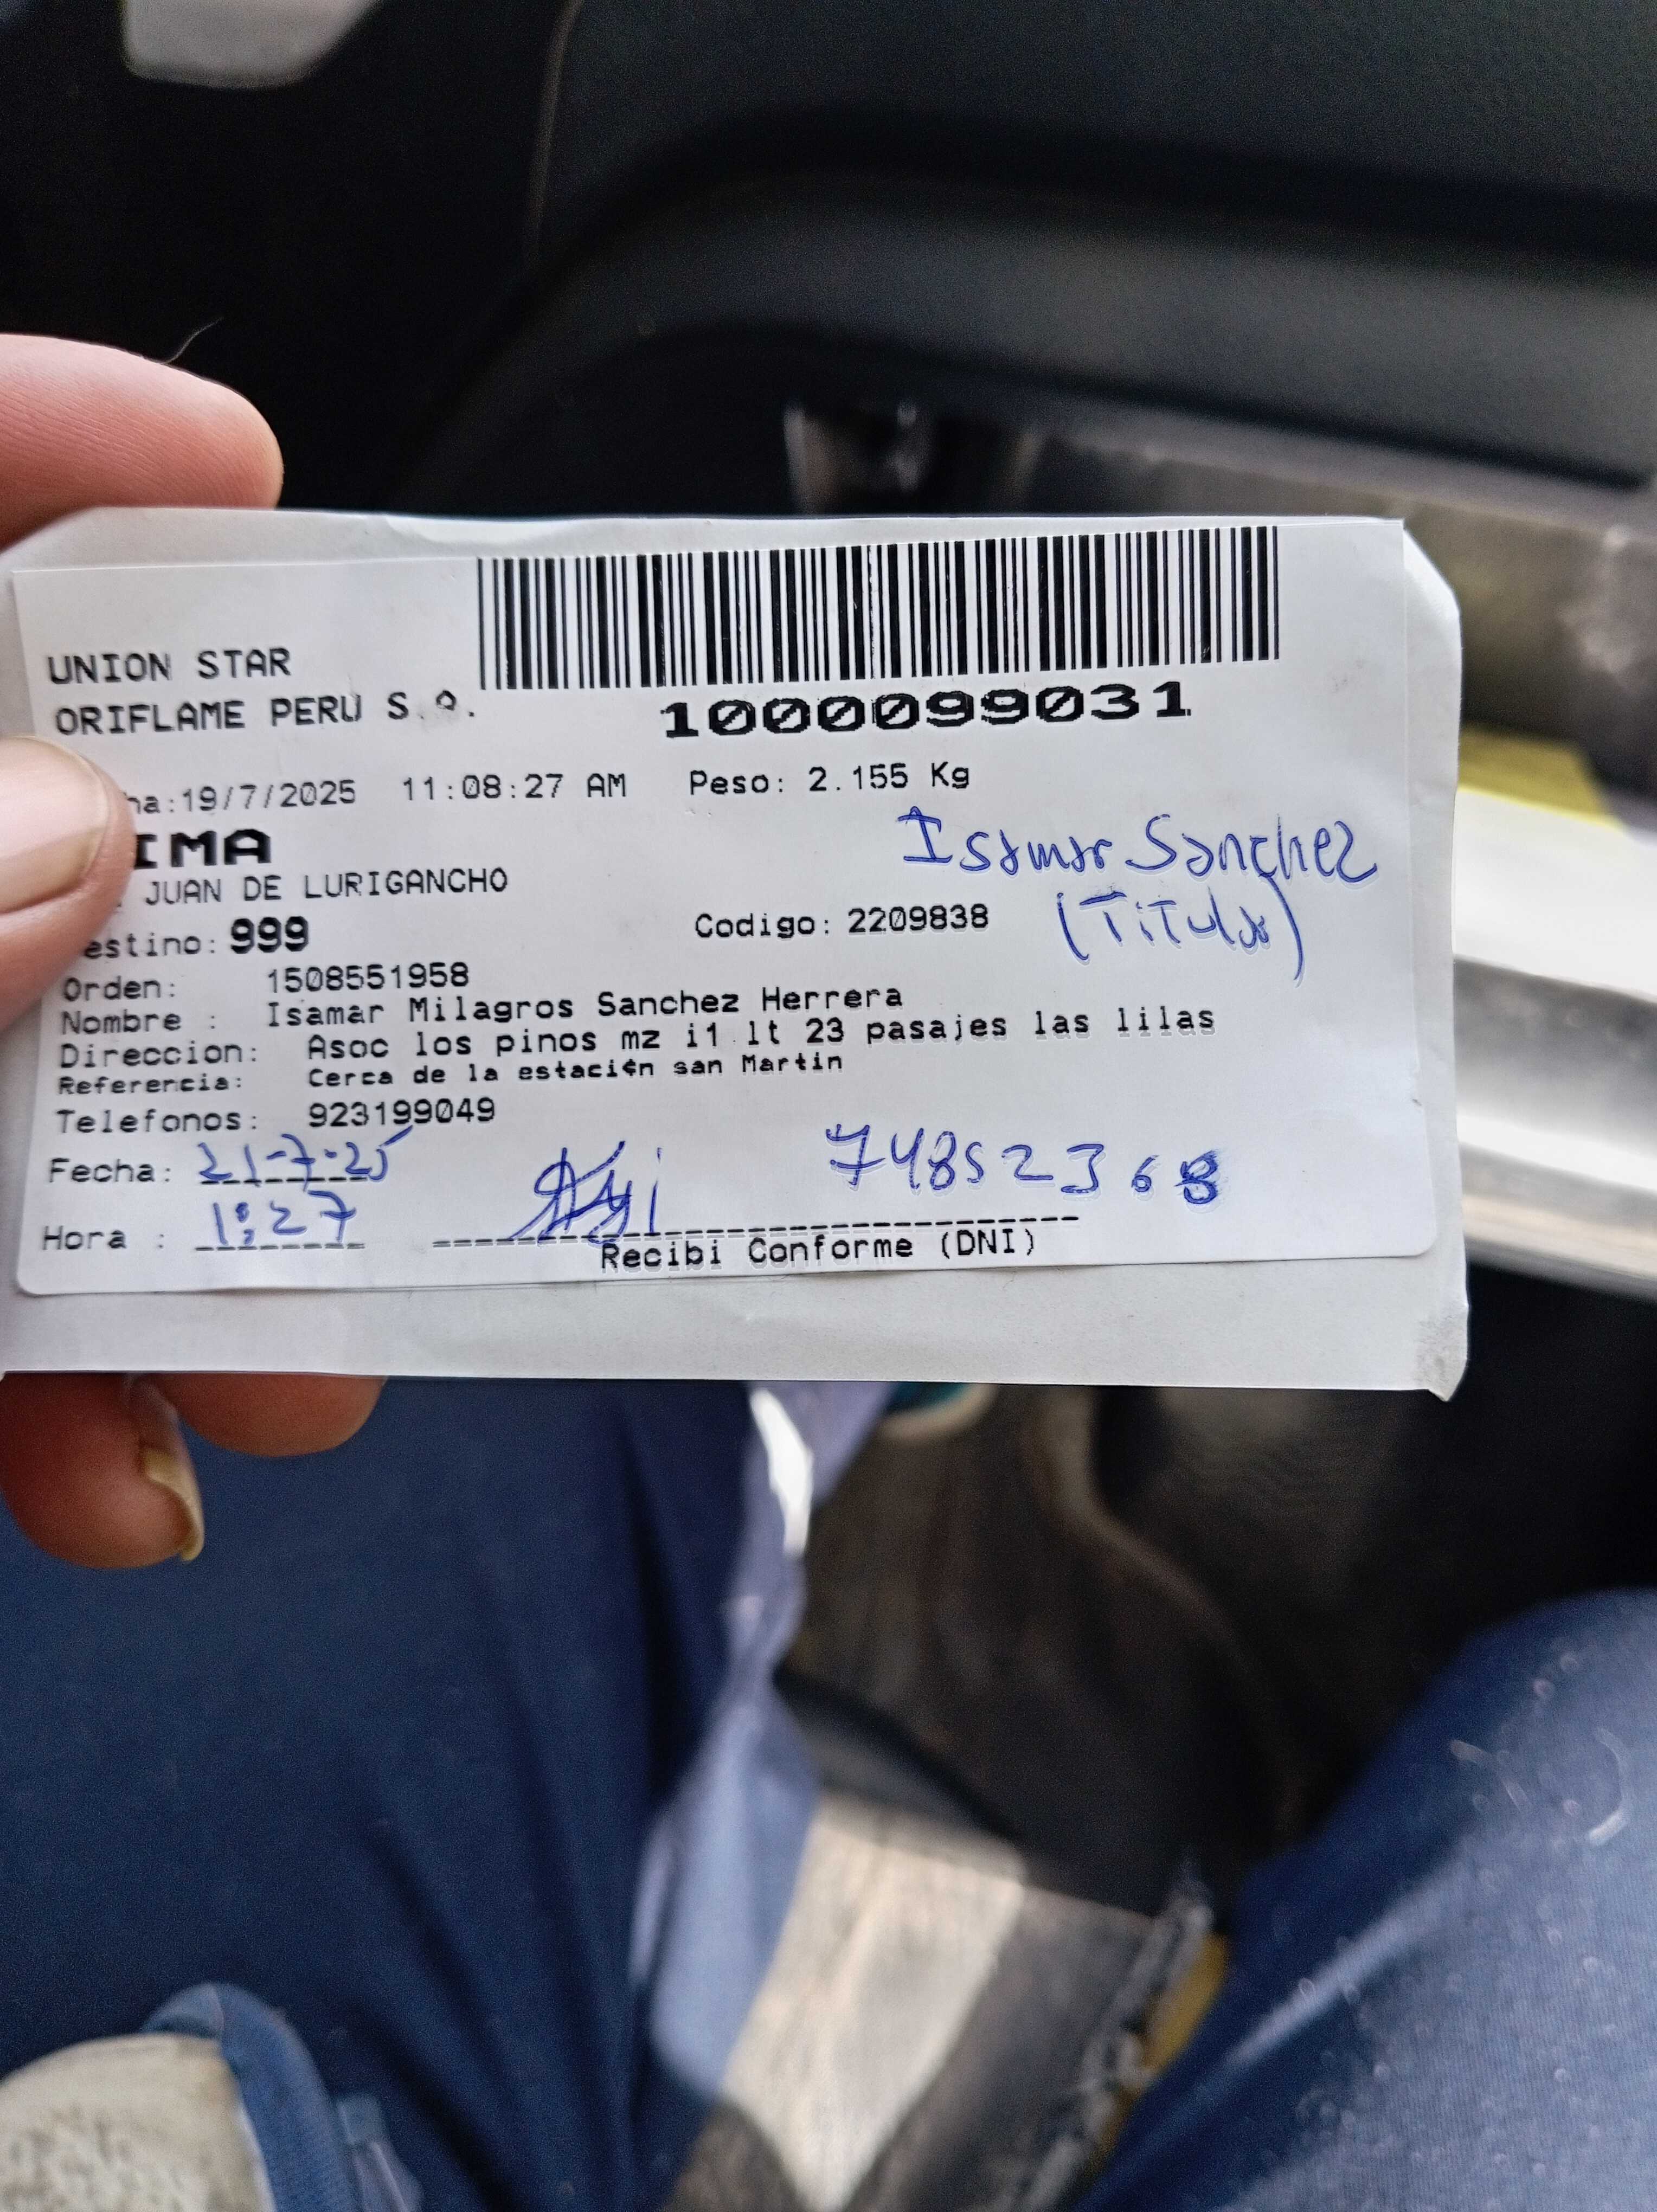 UNION STAR
ORIFLAME PERU S.A.
1000099031
ha:19/7/2025 11:08:27 AM Peso: 2.155 Kg
IMA
JUAN DE LURIGANCHO
Isamar Sanchez
(Titular)
estino: 999 Codigo: 2209838
Orden: 1508551958
Nombre : Isamar Milagros Sanchez Herrera
Direccion: Asoc los pinos mz i1 lt 23 pasajes las lilas
Referencia: Cerca de la estaci¢n san Martin
Telefonos: 923199049
Fecha: 21-7-25
74852368
Hora : 1:27
Recibi Conforme (DNI)